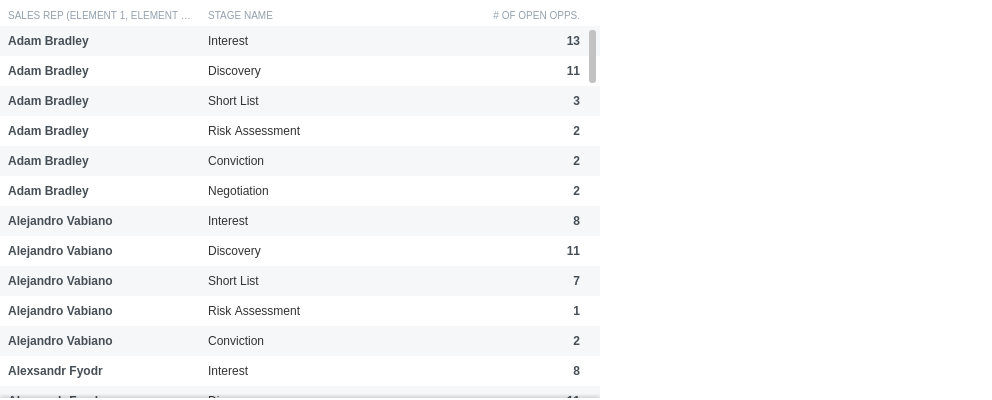 SALES REP (ELEMENT 1, ELEMENT … STAGE NAME # OF OPEN OPPS.
Adam Bradley Interest 13
Adam Bradley Discovery 11
Adam Bradley Short List 3
Adam Bradley Risk Assessment 2
Adam Bradley Conviction 2
Adam Bradley Negotiation 2
Alejandro Vabiano Interest 8
Alejandro Vabiano Discovery 11
Alejandro Vabiano Short List 7
Alejandro Vabiano Risk Assessment 1
Alejandro Vabiano Conviction 2
Alexsandr Fyodr Interest 8